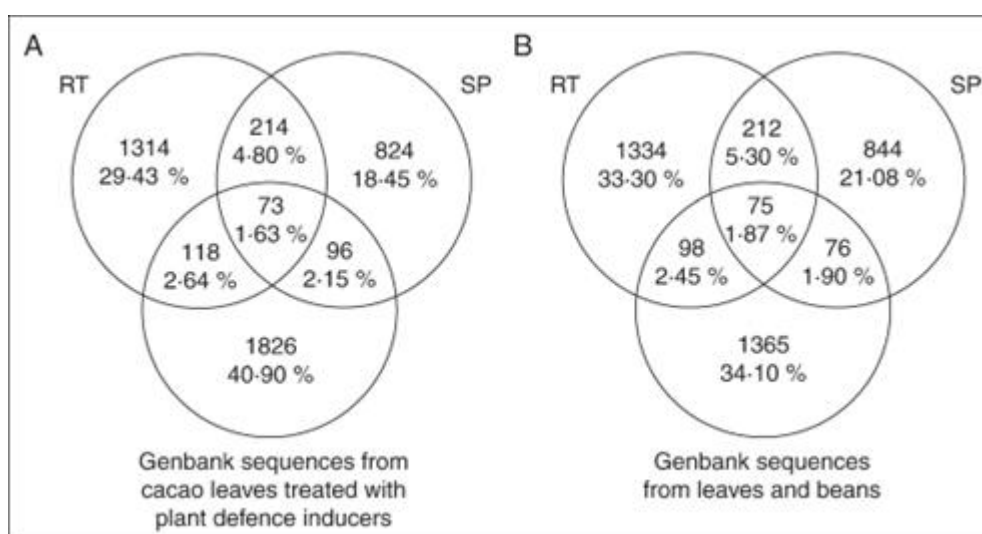 A
RT
SP
1314
29·43 %
214
4·80 %
824
18·45 %
73
1·63 %
118
2·64 %
96
2·15 %
1826
40·90 %
Genbank sequences from
cacao leaves treated with
plant defence inducers
B
RT
SP
1334
33·30 %
212
5·30 %
844
21·08 %
75
1·87 %
98
2·45 %
76
1·90 %
1365
34·10 %
Genbank sequences
from leaves and beans